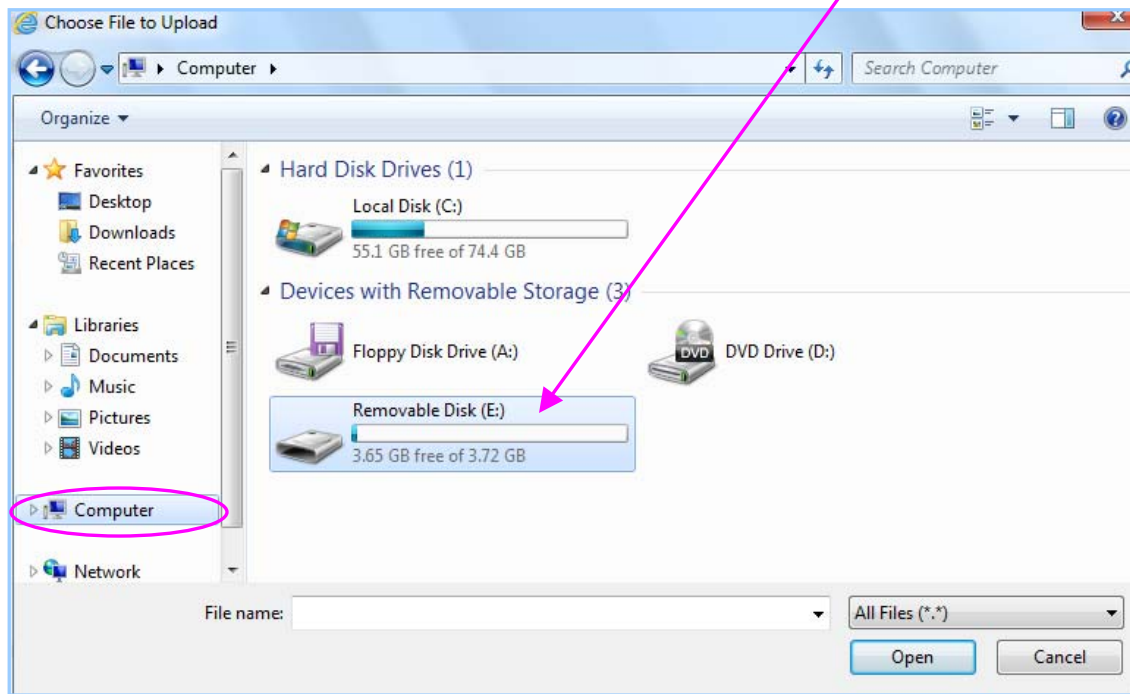 Choose File to Upload
Computer
Search Computer
Organize
Favorites
Desktop
Downloads
Recent Places
Libraries
Documents
Music
Pictures
Videos
Computer
Network
Hard Disk Drives (1)
Local Disk (C:)
55.1 GB free of 74.4 GB
Devices with Removable Storage (3)
Floppy Disk Drive (A:)
DVD
DVD Drive (D:)
Removable Disk (E:)
3.65 GB free of 3.72 GB
File name:
All Files (*.*)
Open
Cancel